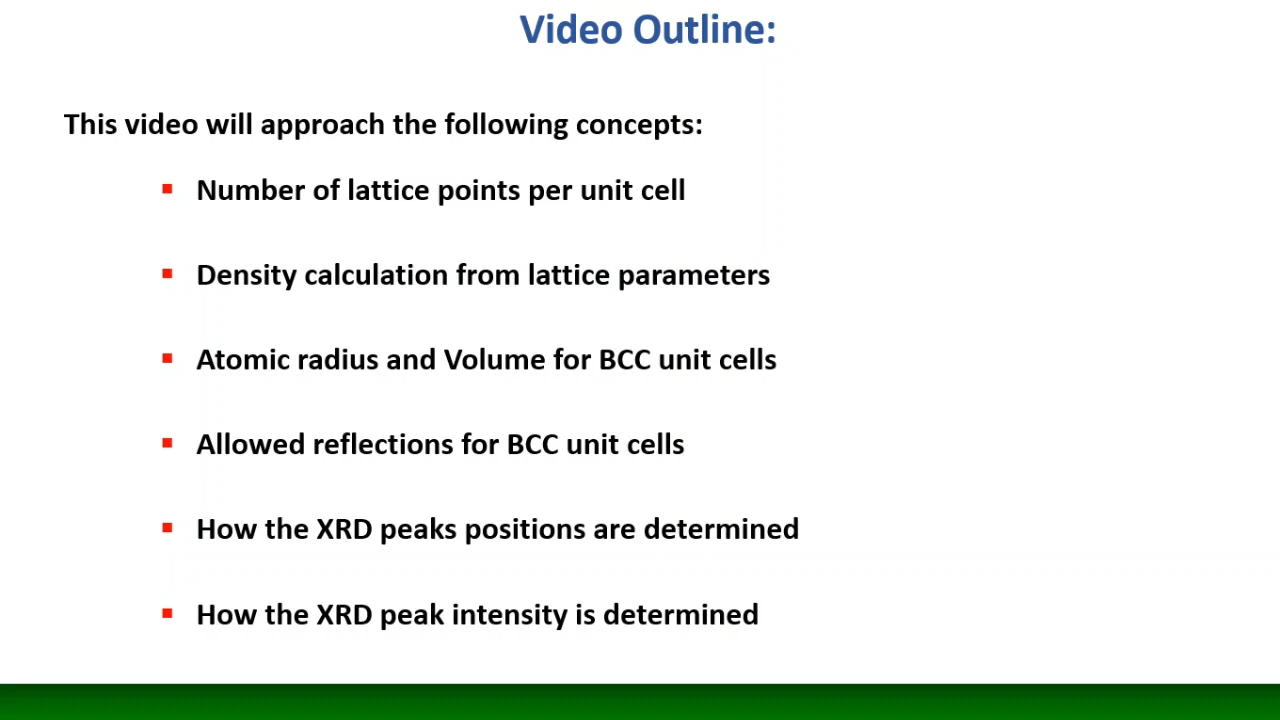 Video Outline:
This video will approach the following concepts:
▪ Number of lattice points per unit cell
▪ Density calculation from lattice parameters
▪ Atomic radius and Volume for BCC unit cells
▪ Allowed reflections for BCC unit cells
▪ How the XRD peaks positions are determined
▪ How the XRD peak intensity is determined